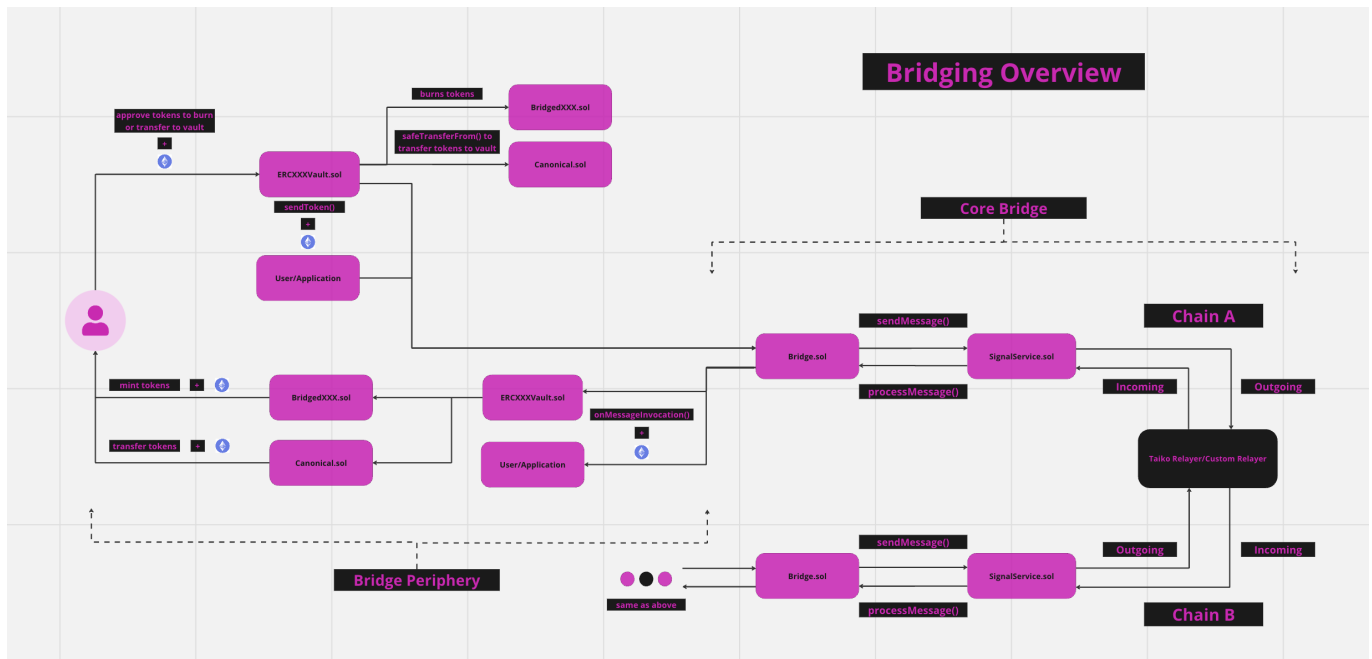 Bridging Overview
burns tokens
BridgedXXX.sol
approve tokens to burn
or transfer to vault
+
safeTransferFrom() to
transfer tokens to vault
Canonical.sol
ERCXXXVault.sol
sendToken()
+
User/Application
Core Bridge
Chain A
sendMessage()
Bridge.sol
SignalService.sol
processMessage()
Incoming
Outgoing
mint tokens
+
BridgedXXX.sol
ERCXXXVault.sol
onMessageInvocation()
+
transfer tokens
+
Canonical.sol
User/Application
Taiko Relayer/Custom Relayer
sendMessage()
Outgoing
Incoming
Bridge Periphery
Bridge.sol
SignalService.sol
same as above
processMessage()
Chain B